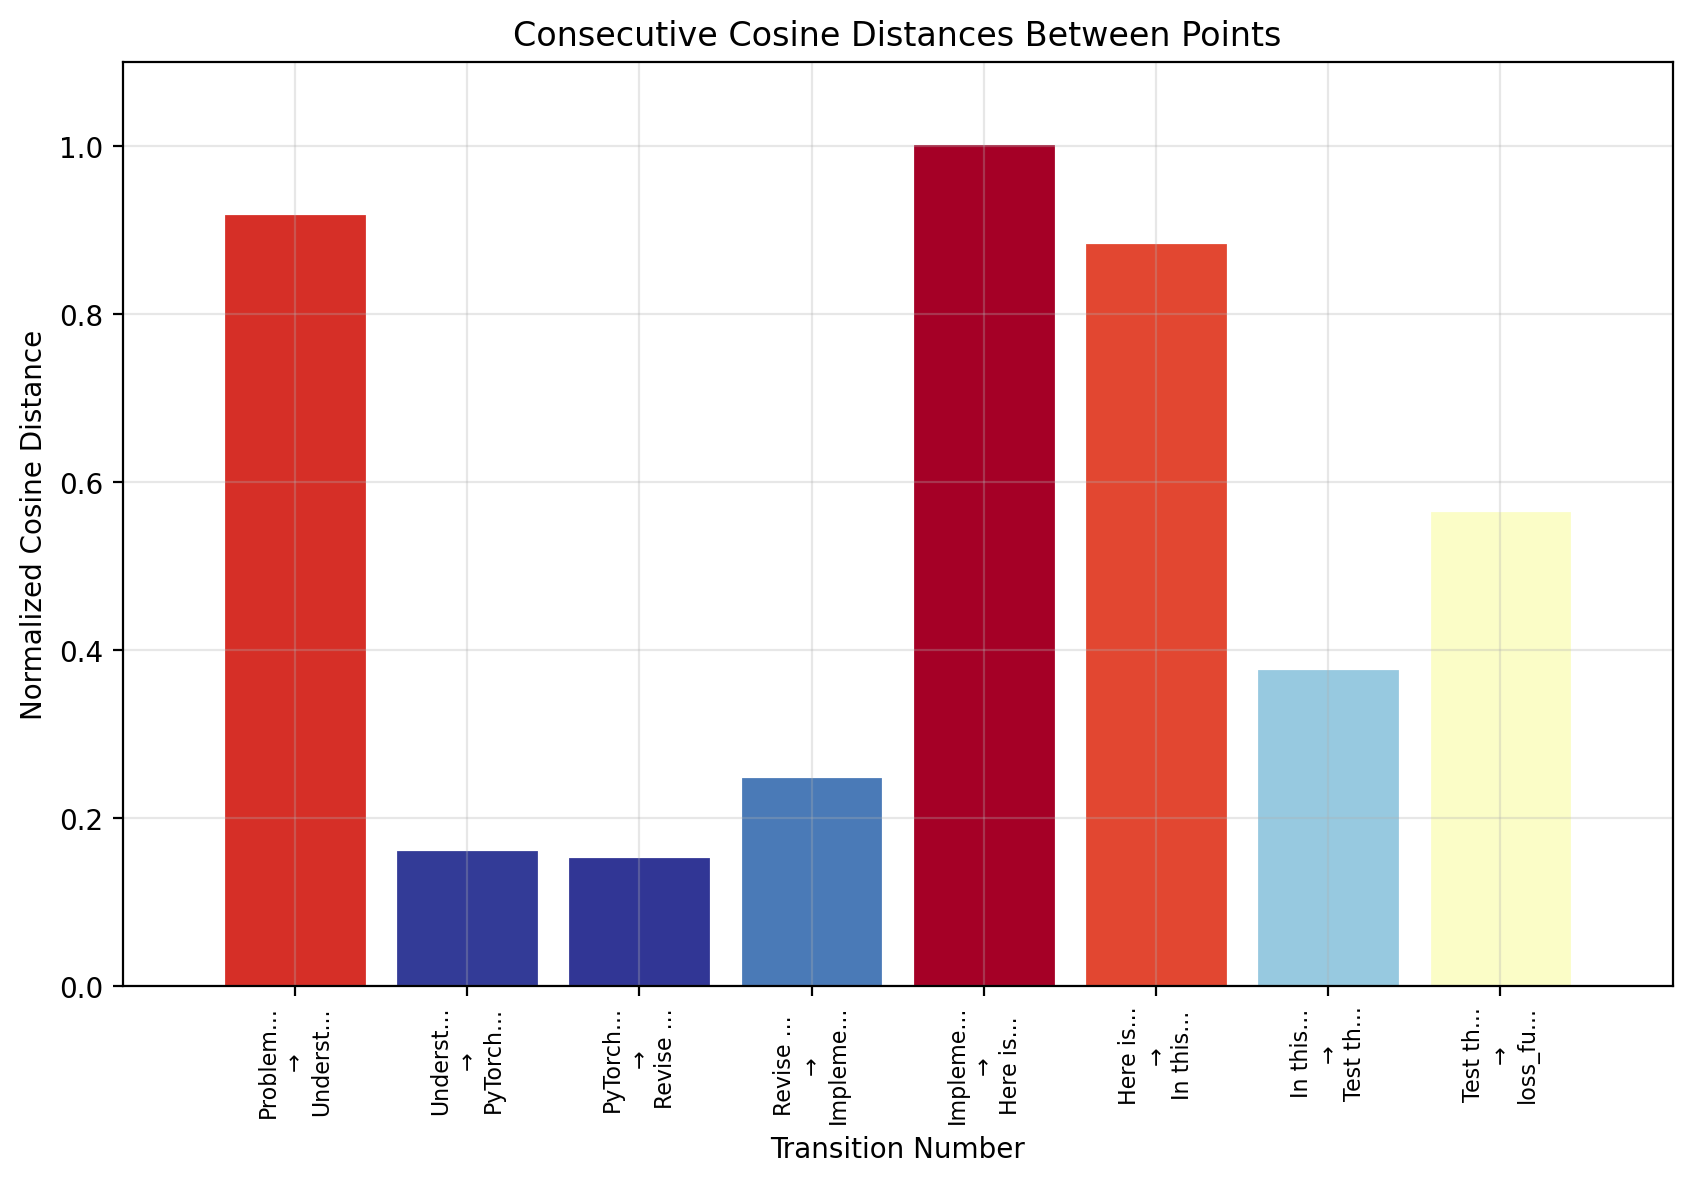 Consecutive Cosine Distances Between Points
Normalized Cosine Distance
1.0
0.8
0.6
0.4
0.2
0.0
Problem...
→
Underst...
Underst...
→
PyTorch...
PyTorch...
→
Revise ...
Revise ...
→
Impleme...
Impleme...
→
Here is...
Here is...
→
In this...
In this...
→
Test th...
Test th...
→
loss_fu...
Transition Number